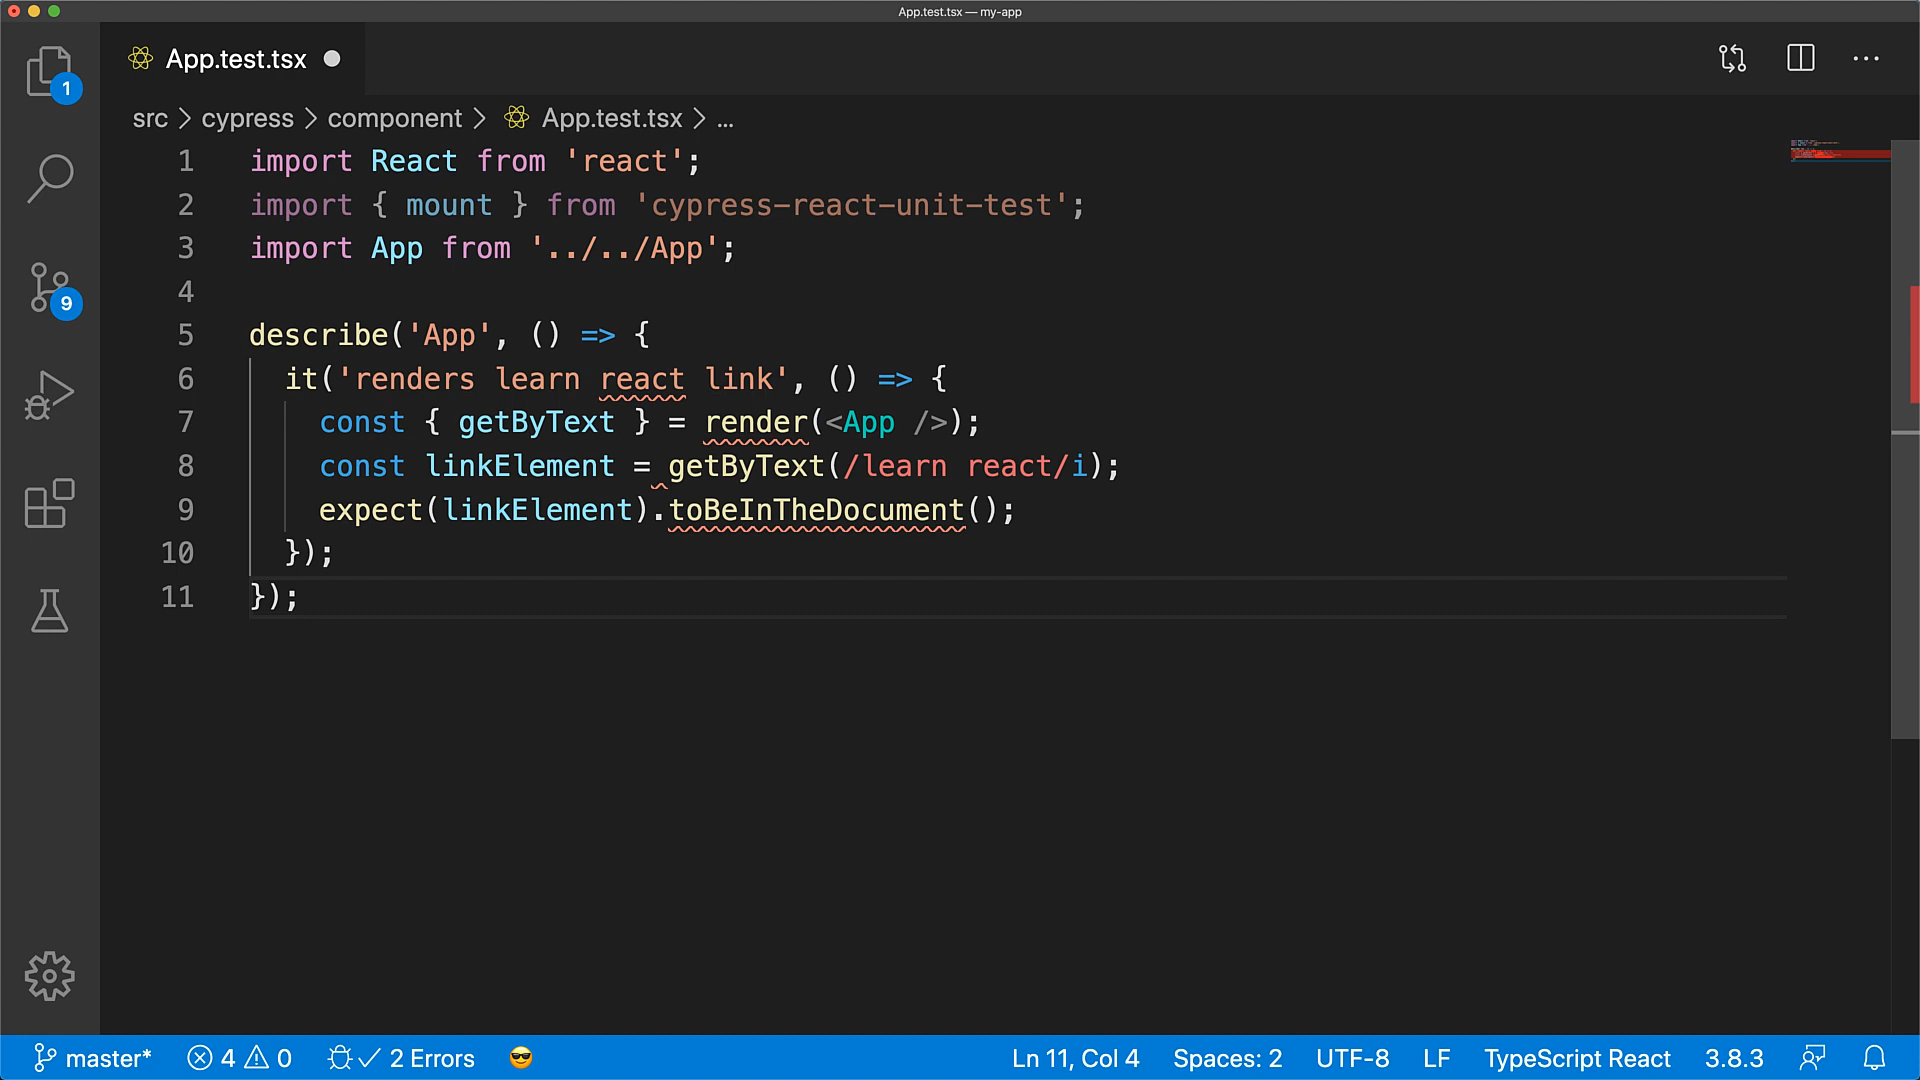 App.test.tsx — my-app
App.test.tsx
1
src > cypress > component > App.test.tsx > ...
1 import React from 'react';
2 import { mount } from 'cypress-react-unit-test';
3 import App from '../../App';
4
5 describe('App', () => {
6 it('renders learn react link', () => {
7 const { getByText } = render(<App />);
8 const linkElement = getByText(/learn react/i);
9 expect(linkElement).toBeInTheDocument();
10 });
11 });
9
master* 4 0 2 Errors Ln 11, Col 4 Spaces: 2 UTF-8 LF TypeScript React 3.8.3